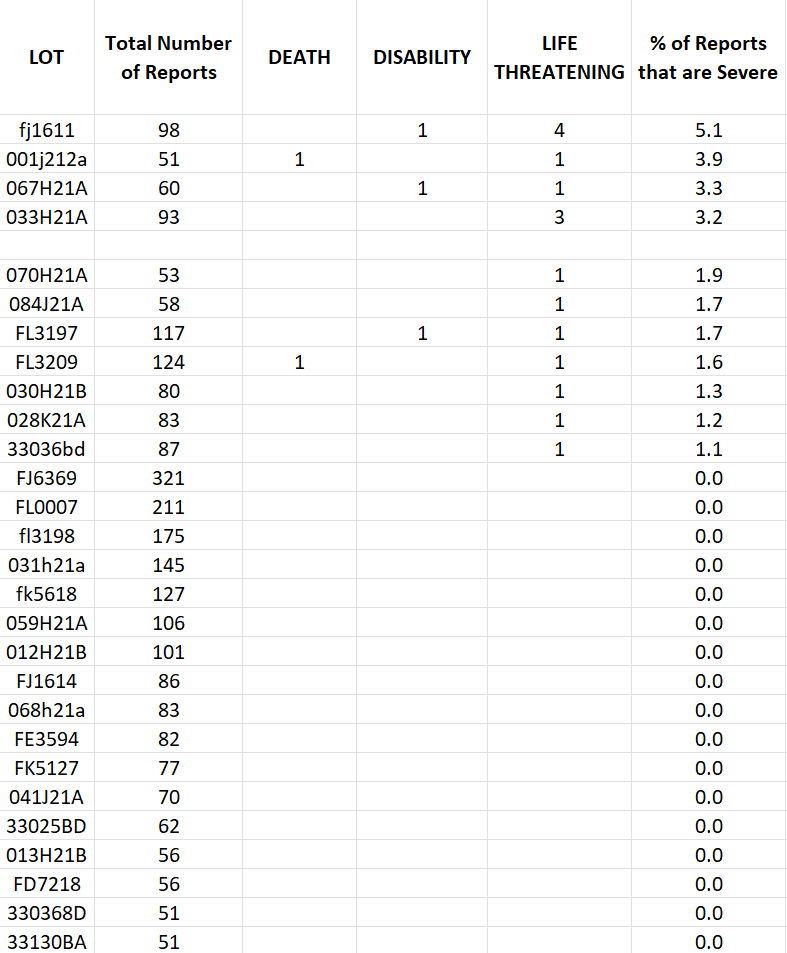 LOT Total Number of Reports DEATH DISABILITY LIFE THREATENING % of Reports that are Severe
fj1611 98 1 4 5.1
001j212a 51 1 1 3.9
067H21A 60 1 1 3.3
033H21A 93 3 3.2
070H21A 53 1 1.9
084J21A 58 1 1.7
FL3197 117 1 1 1.7
FL3209 124 1 1 1.6
030H21B 80 1 1.3
028K21A 83 1 1.2
33036bd 87 1 1.1
FJ6369 321 0.0
FL0007 211 0.0
fl3198 175 0.0
031h21a 145 0.0
fk5618 127 0.0
059H21A 106 0.0
012H21B 101 0.0
FJ1614 86 0.0
068h21a 83 0.0
FE3594 82 0.0
FK5127 77 0.0
041J21A 70 0.0
33025BD 62 0.0
013H21B 56 0.0
FD7218 56 0.0
330368D 51 0.0
33130BA 51 0.0